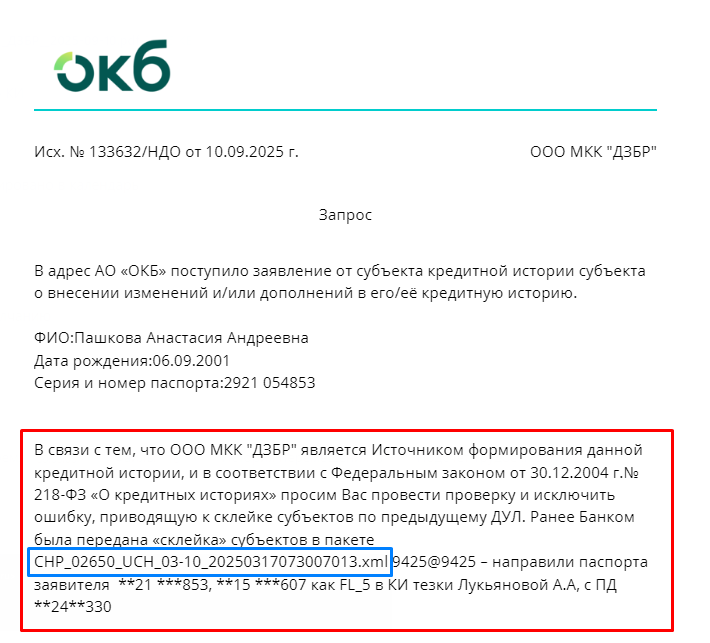 окб
Исх. № 133632/НДО от 10.09.2025 г. ООО МКК "ДЗБР"
Запрос
В адрес АО «ОКБ» поступило заявление от субъекта кредитной истории субъекта
о внесении изменений и/или дополнений в его/её кредитную историю.
ФИО:Пашкова Анастасия Андреевна
Дата рождения:06.09.2001
Серия и номер паспорта:2921 054853
В связи с тем, что ООО МКК "ДЗБР" является Источником формирования данной
кредитной истории, и в соответствии с Федеральным законом от 30.12.2004 г.№
218-ФЗ «О кредитных историях» просим Вас провести проверку и исключить
ошибку, приводящую к склейке субъектов по предыдущему ДУЛ. Ранее Банком
была передана «склейка» субъектов в пакете
CHP_02650_UCH_03-10_20250317073007013.xml 9425@9425 – направили паспорта
заявителя **21 ***853, **15 ***607 как FL_5 в КИ тезки Лукьяновой А.А, с ПД
**24**330